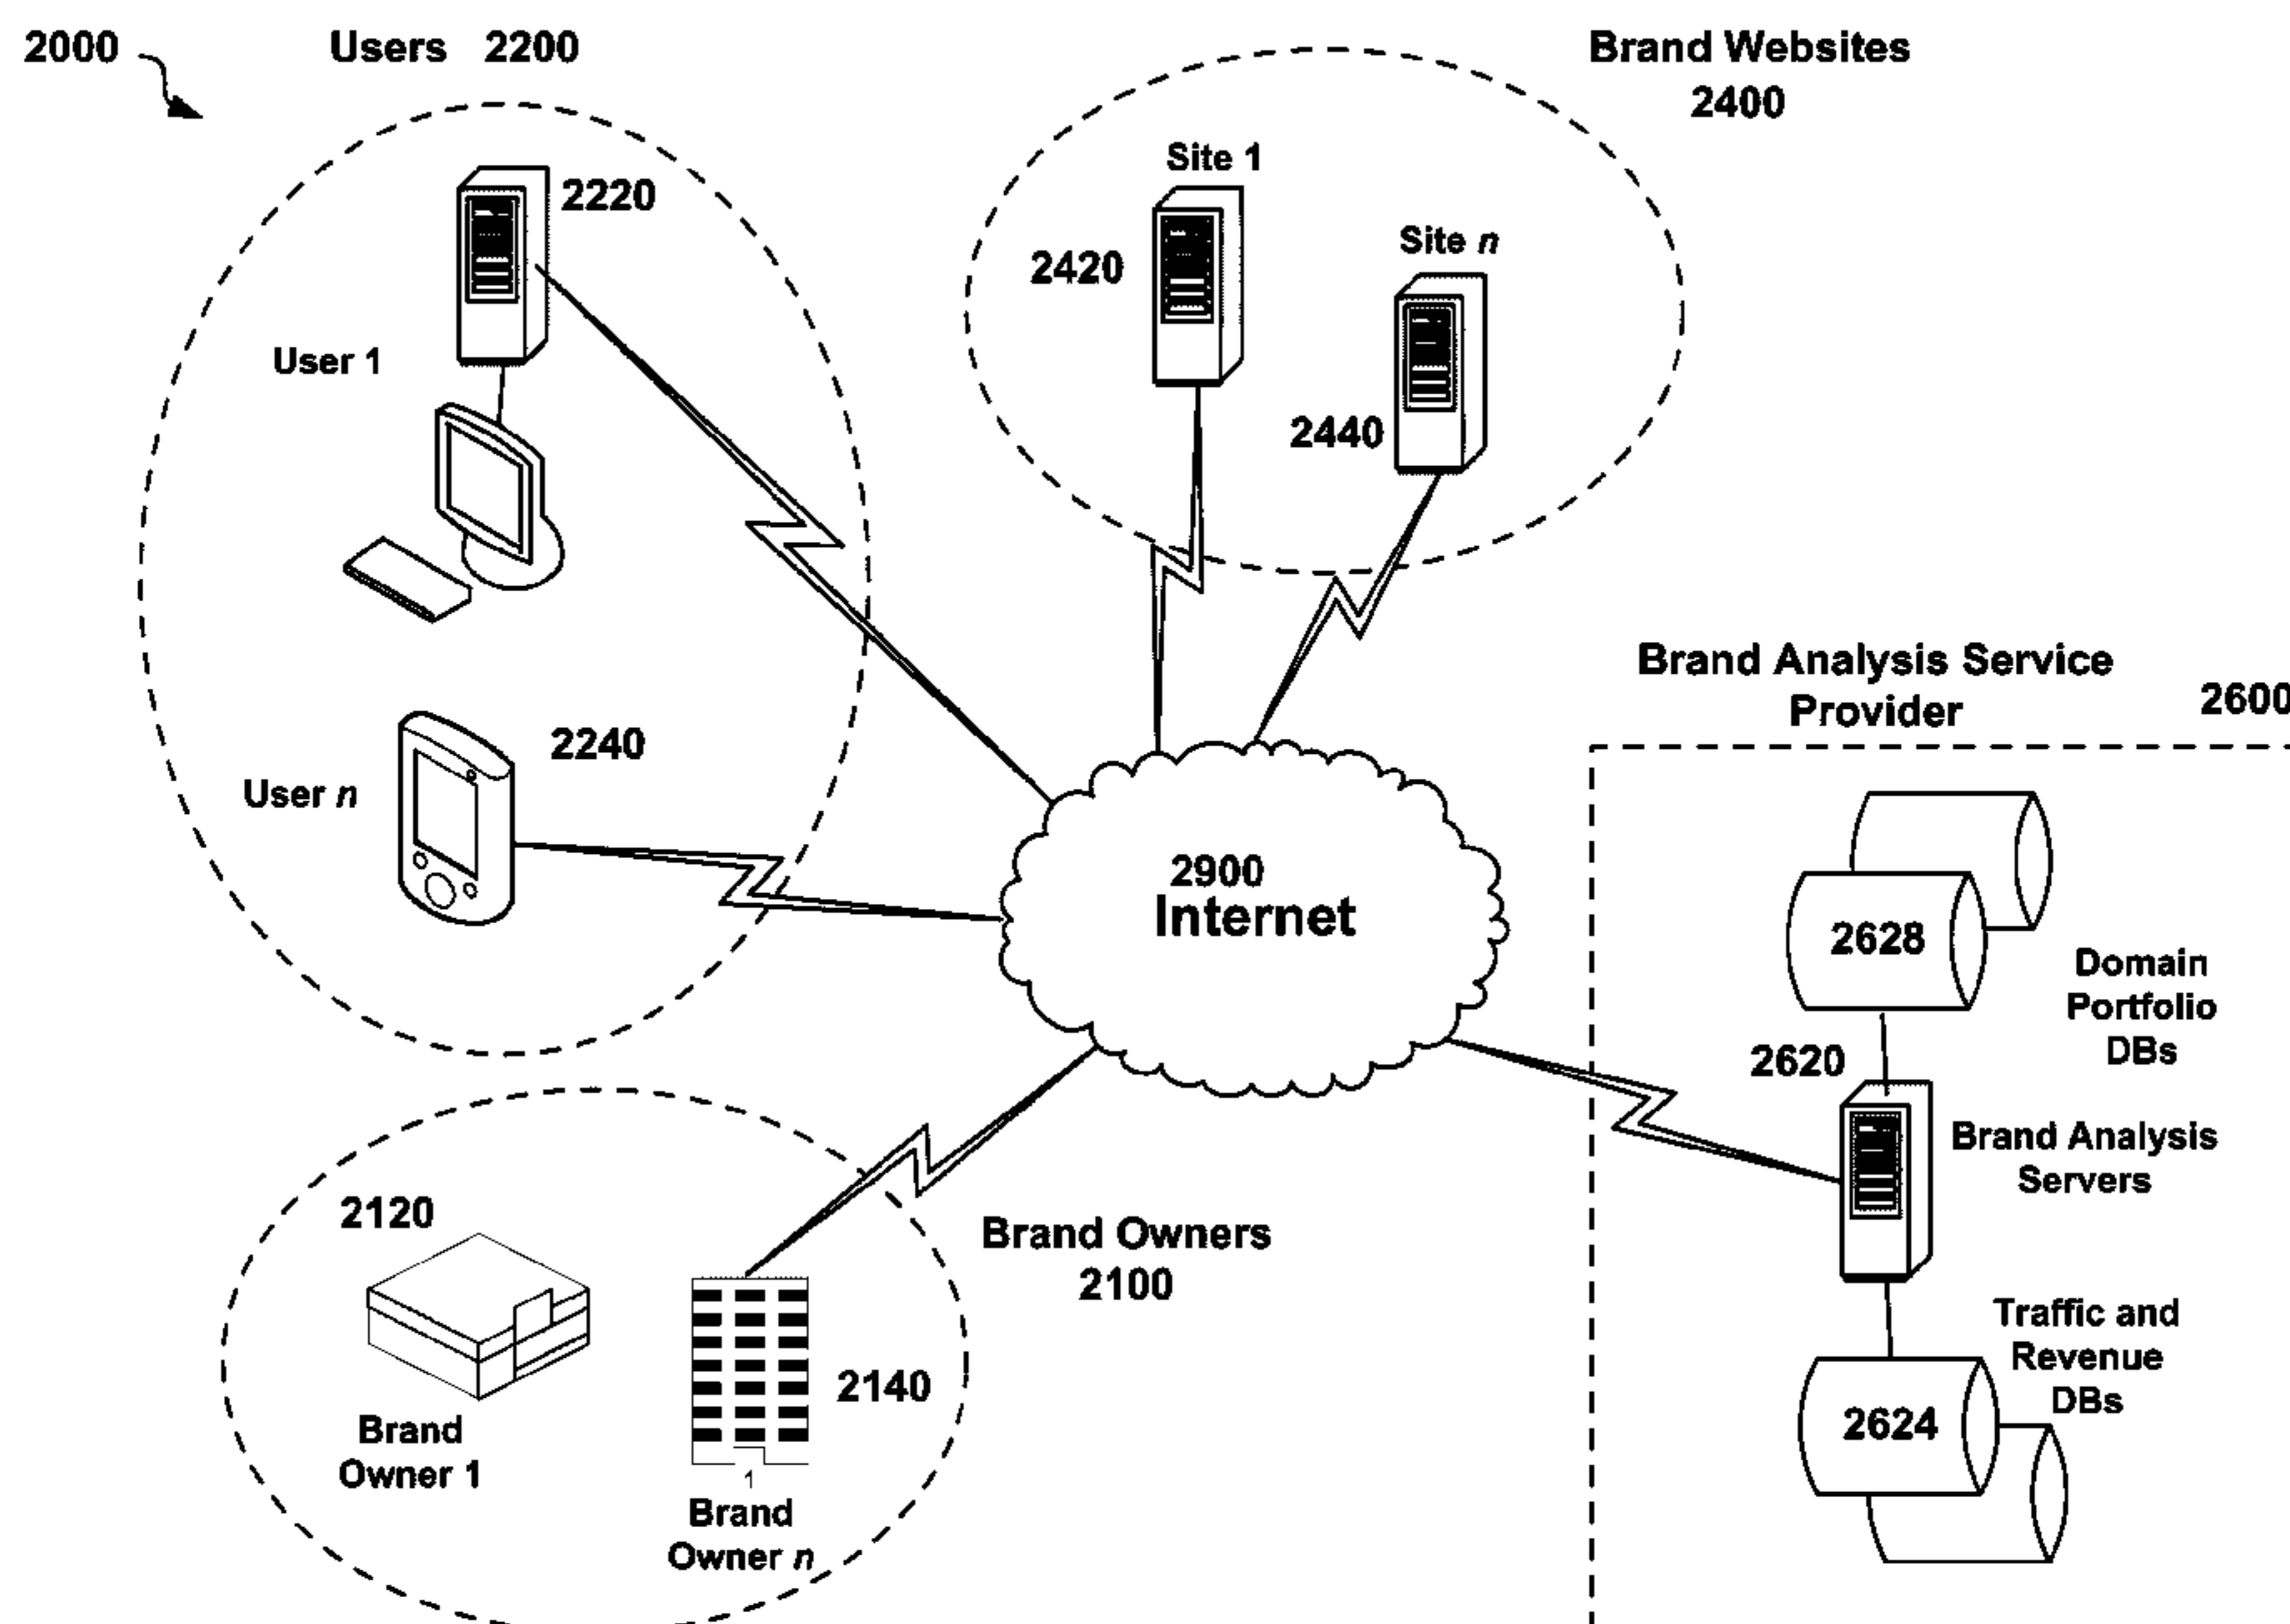 2000
Users 2200
Brand Websites
2400
Site 1
2220
Site n
2420
User 1
2440
Brand Analysis Service
Provider
2600
2240
User n
2900
Internet
2628
Domain
Portfolio
DBs
2620
Brand Analysis
Servers
2120
Brand Owners
2100
Traffic and
Revenue
DBs
2140
2624
Brand
Owner 1
1
Brand
Owner n